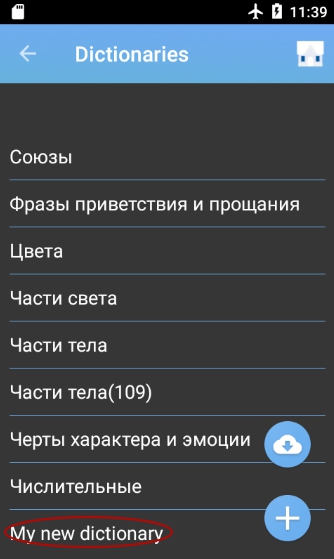 11:39
Dictionaries
Союзы
Фразы приветствия и прощания
Цвета
Части света
Части тела
Части тела(109)
Черты характера и эмоции
Числительные
My new dictionary